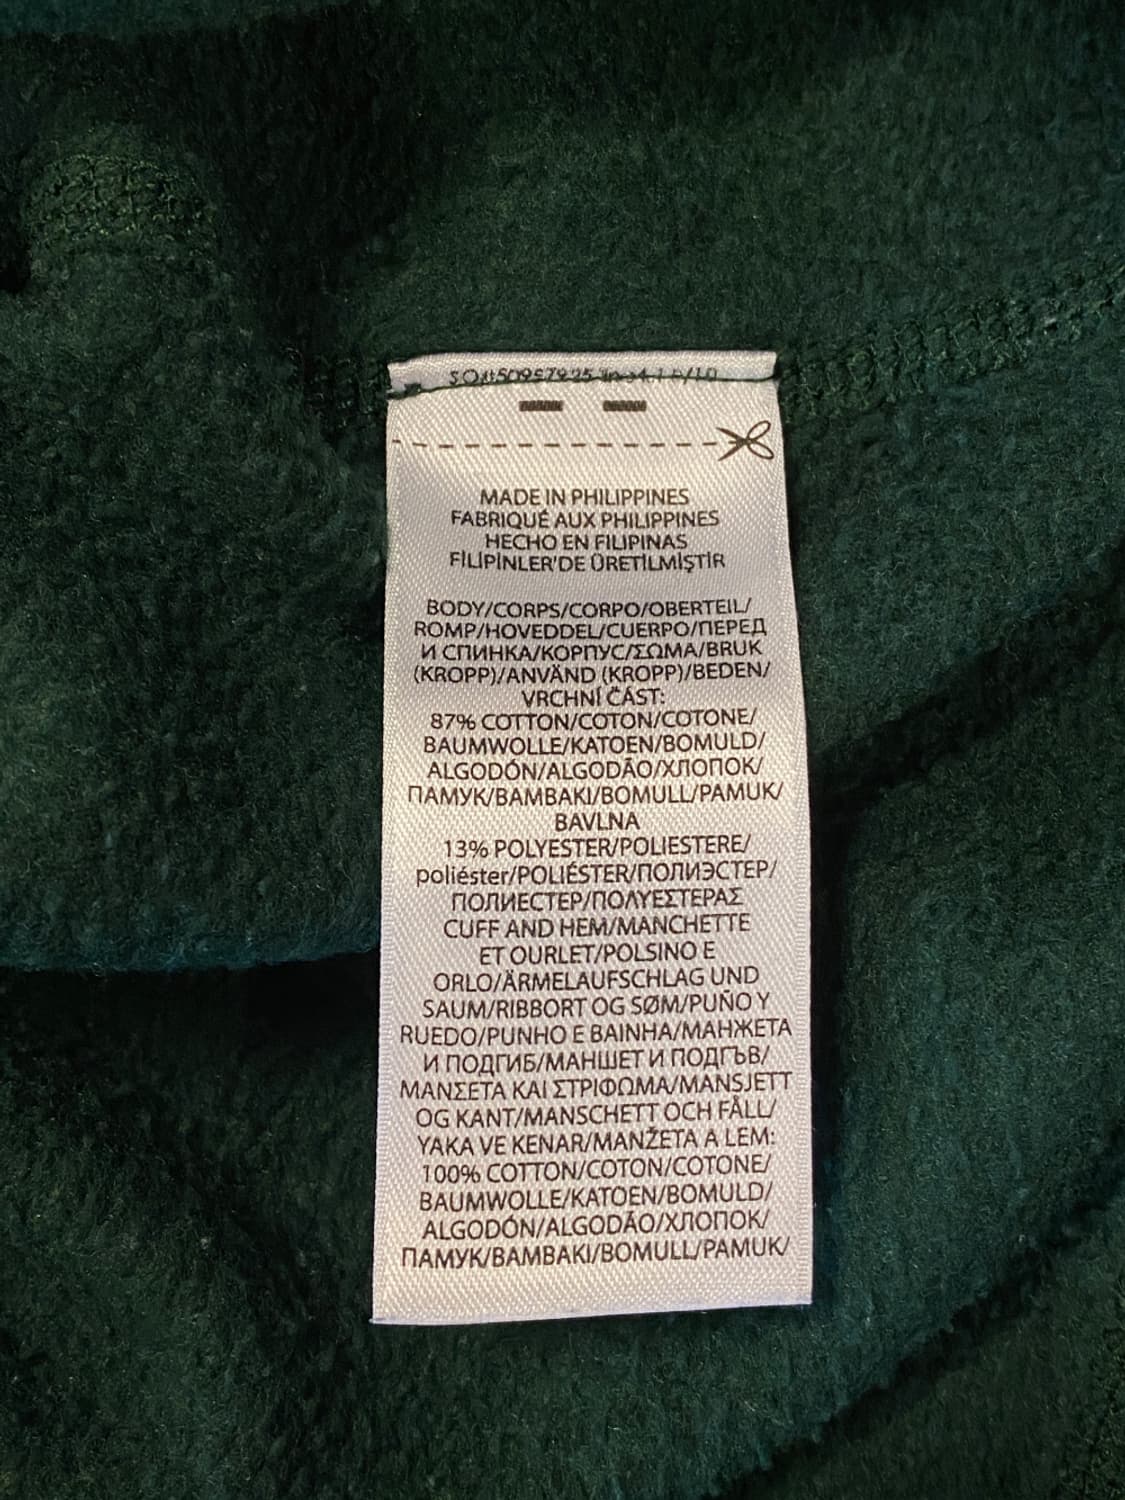 MADE IN PHILIPPINES
FABRIQUÉ AUX PHILIPPINES
HECHO EN FILIPINAS
FİLİPİNLER'DE ÜRETİLMİŞTİR
BODY/CORPS/CORPO/OBERTEIL/
ROMP/HOVEDDEL/CUERPO/ПЕРЕД
И СПИНКА/КОРПУС/ΣΩΜΑ/BRUK
(KROPP)/ANVÄND (KROPP)/BEDEN/
VRCHNÍ ČÁST:
87% COTTON/COTON/COTONE/
BAUMWOLLE/KATOEN/BOMULD/
ALGODÓN/ALGODÃO/ХЛОПОК/
ПАМУК/BAMBAKI/BOMULL/PAMUK/
BAVLNA
13% POLYESTER/POLIESTERE/
poliéster/POLIÉSTER/ПОЛИЭСТЕР/
ПОЛИЕСТЕР/ΠΟΛΥΕΣΤΕΡΑΣ
CUFF AND HEM/MANCHETTE
ET OURLET/POLSINO E
ORLO/ÄRMELAUFSCHLAG UND
SAUM/RIBBORT OG SØM/PUÑO Y
RUEDO/PUNHO E BAINHA/МАНЖЕТА
И ПОДГИБ/МАНШЕТ И ПОДГЪВ/
ΜΑΝΣΕΤΑ ΚΑΙ ΣΤΡΙΦΩΜΑ/MANSJETT
OG KANT/MANSCHETT OCH FÅLL/
YAKA VE KENAR/MANŽETA A LEM:
100% COTTON/COTON/COTONE/
BAUMWOLLE/KATOEN/BOMULD/
ALGODÓN/ALGODÃO/ХЛОПОК/
ПАМУК/BAMBAKI/BOMULL/PAMUK/